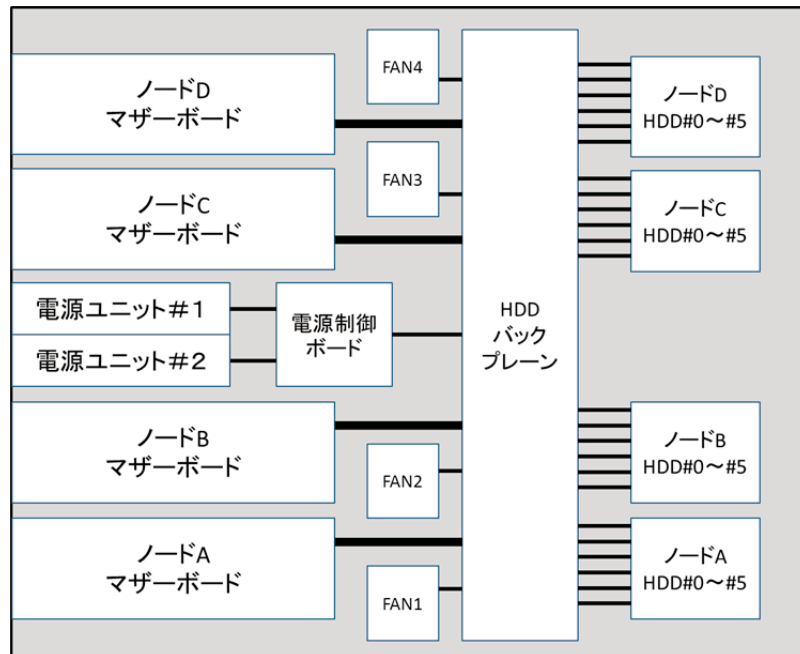 ノードD
マザーボード
FAN4
ノードD
HDD#0～#5
ノードC
マザーボード
FAN3
ノードC
HDD#0～#5
電源ユニット＃１
電源ユニット＃２
電源制御
ボード
HDD
バック
プレーン
ノードB
マザーボード
FAN2
ノードB
HDD#0～#5
ノードA
マザーボード
FAN1
ノードA
HDD#0～#5